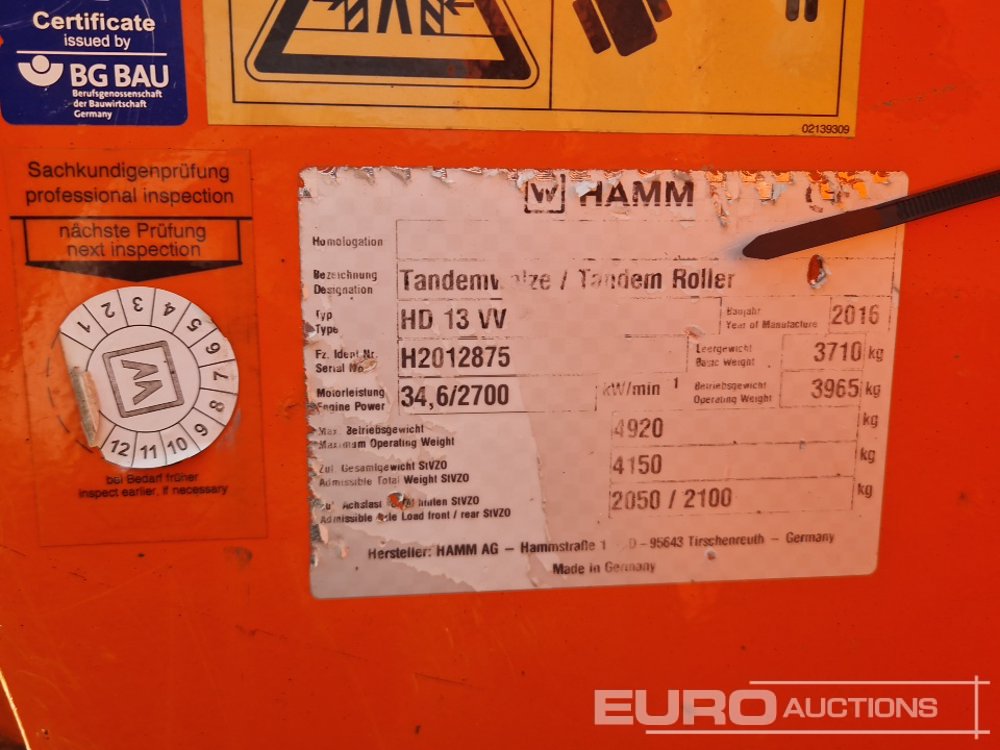 Certificate
issued by
BG BAU
Berufsgenossenschaft
der Bauwirtschaft
Germany
02139309
Sachkundigenprüfung
professional inspection
nächste Prüfung
next inspection
1 2 3 4 5 6 7 8 9 10 11 12
bei Bedarf früher
inspect earlier, if necessary
HAMM
Homologation
Bezeichnung
Designation
Tandemwalze / Tandem Roller
Typ
Type
HD 13 VV
Baujahr
Year of Manufacture
2016
Fz. Ident Nr.
Serial No.
H2012875
Leergewicht
Basic Weight
3710 kg
Motorleistung
Engine Power
34,6/2700
kW/min 1
Betriebsgewicht
Operating Weight
3965 kg
Max. Betriebsgewicht
Maximum Operating Weight
4920 kg
Zul. Gesamtgewicht StVZO
Admissible Total Weight StVZO
4150 kg
Achslast hinten StVZO
Admissible Axle Load front / rear StVZO
2050 / 2100 kg
Hersteller: HAMM AG – Hammstraße 1 D – 95643 Tirschenreuth – Germany
Made in Germany
EURO AUCTIONS